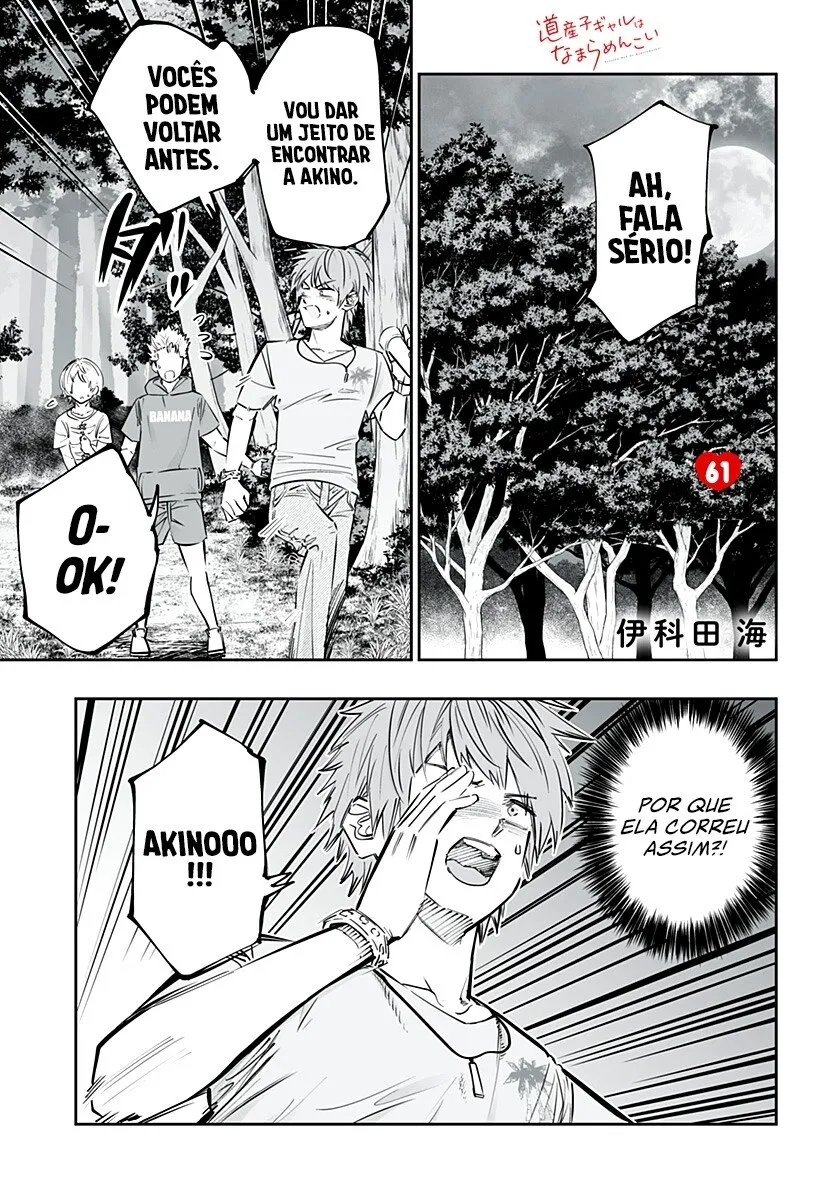 道産子ギャルは
なまらめんこい
AH,
FALA
SÉRIO!
61
伊科田 海
VOU DAR
UM JEITO DE
ENCONTRAR
A AKINO.
VOCÊS
PODEM
VOLTAR
ANTES.
ダッ
BANANA
O-
OK!
POR QUE
ELA CORREU
ASSIM?!
AKINOOO
!!!